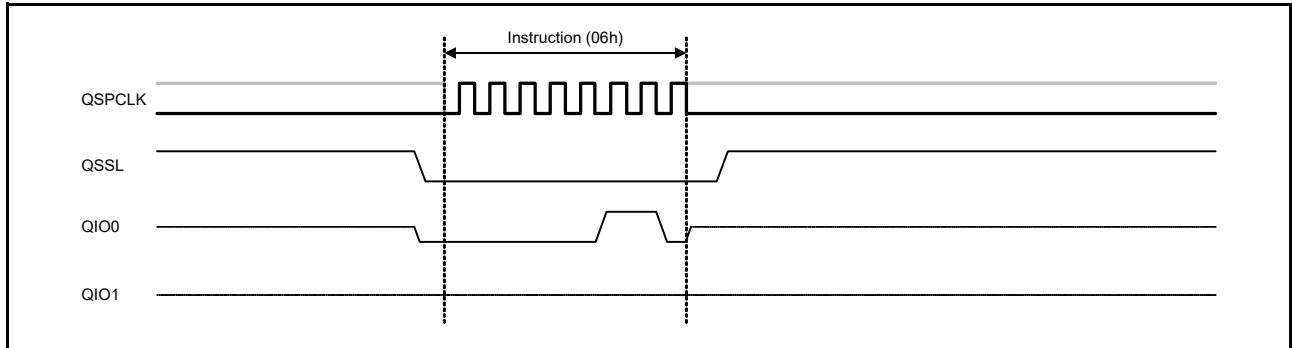 Instruction (06h)
QSPCLK
QSSL
QIO0
QIO1